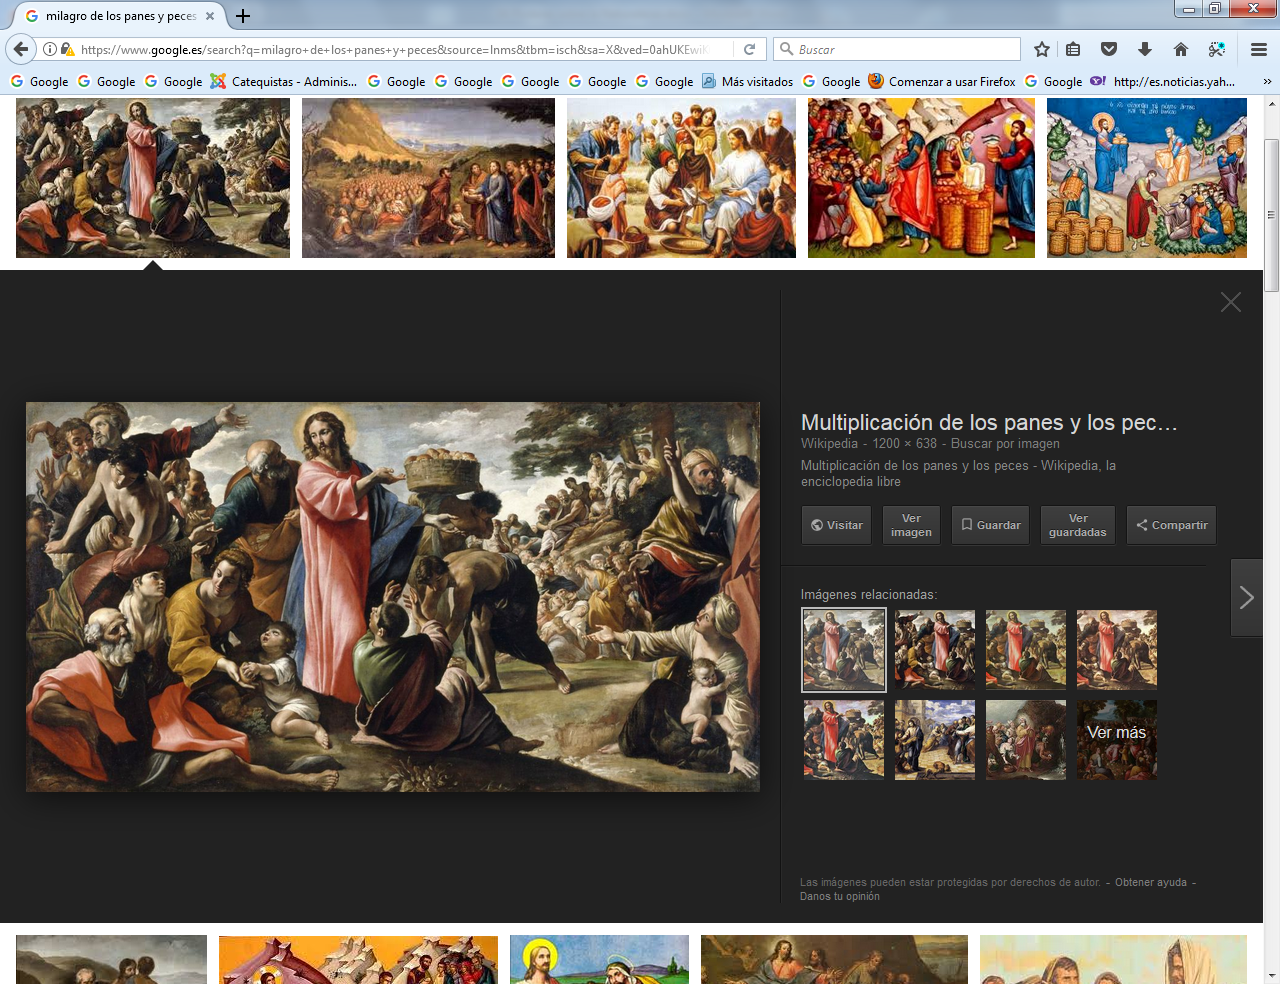 milagro de los panes y peces
https://www.google.es/search?q=milagro+de+los+panes+y+peces&source=lnms&tbm=isch&sa=X&ved=0ahUKEwi
Buscar
Google
Google
Google
Catequistas - Adminis...
Google
Google
Google
Google
Google
Más visitados
Google
Comenzar a usar Firefox
Google
http://es.noticias.yah...
»
Multiplicación de los panes y los pec...
Wikipedia - 1200 × 638 - Buscar por imagen
Multiplicación de los panes y los peces - Wikipedia, la
enciclopedia libre
Visitar
Ver
imagen
Guardar
Ver
guardadas
Compartir
Imágenes relacionadas:
Ver más
Las imágenes pueden estar protegidas por derechos de autor. - Obtener ayuda -
Danos tu opinión